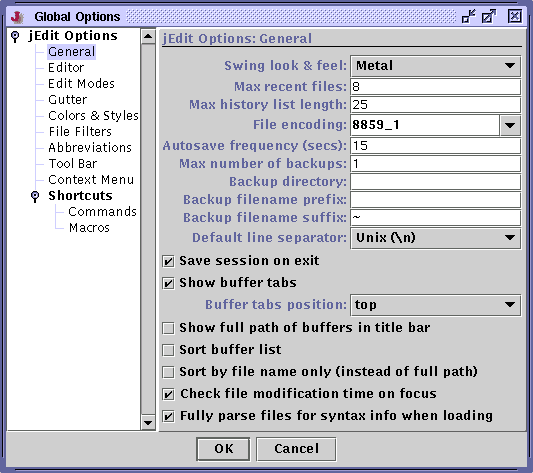 Global Options
jEdit Options
General
Editor
Edit Modes
Gutter
Colors & Styles
File Filters
Abbreviations
Tool Bar
Context Menu
Shortcuts
Commands
Macros
jEdit Options: General
Swing look & feel: Metal
Max recent files: 8
Max history list length: 25
File encoding: 8859_1
Autosave frequency (secs): 15
Max number of backups: 1
Backup directory:
Backup filename prefix:
Backup filename suffix: ~
Default line separator: Unix (\n)
Save session on exit
Show buffer tabs
Buffer tabs position: top
Show full path of buffers in title bar
Sort buffer list
Sort by file name only (instead of full path)
Check file modification time on focus
Fully parse files for syntax info when loading
OK Cancel